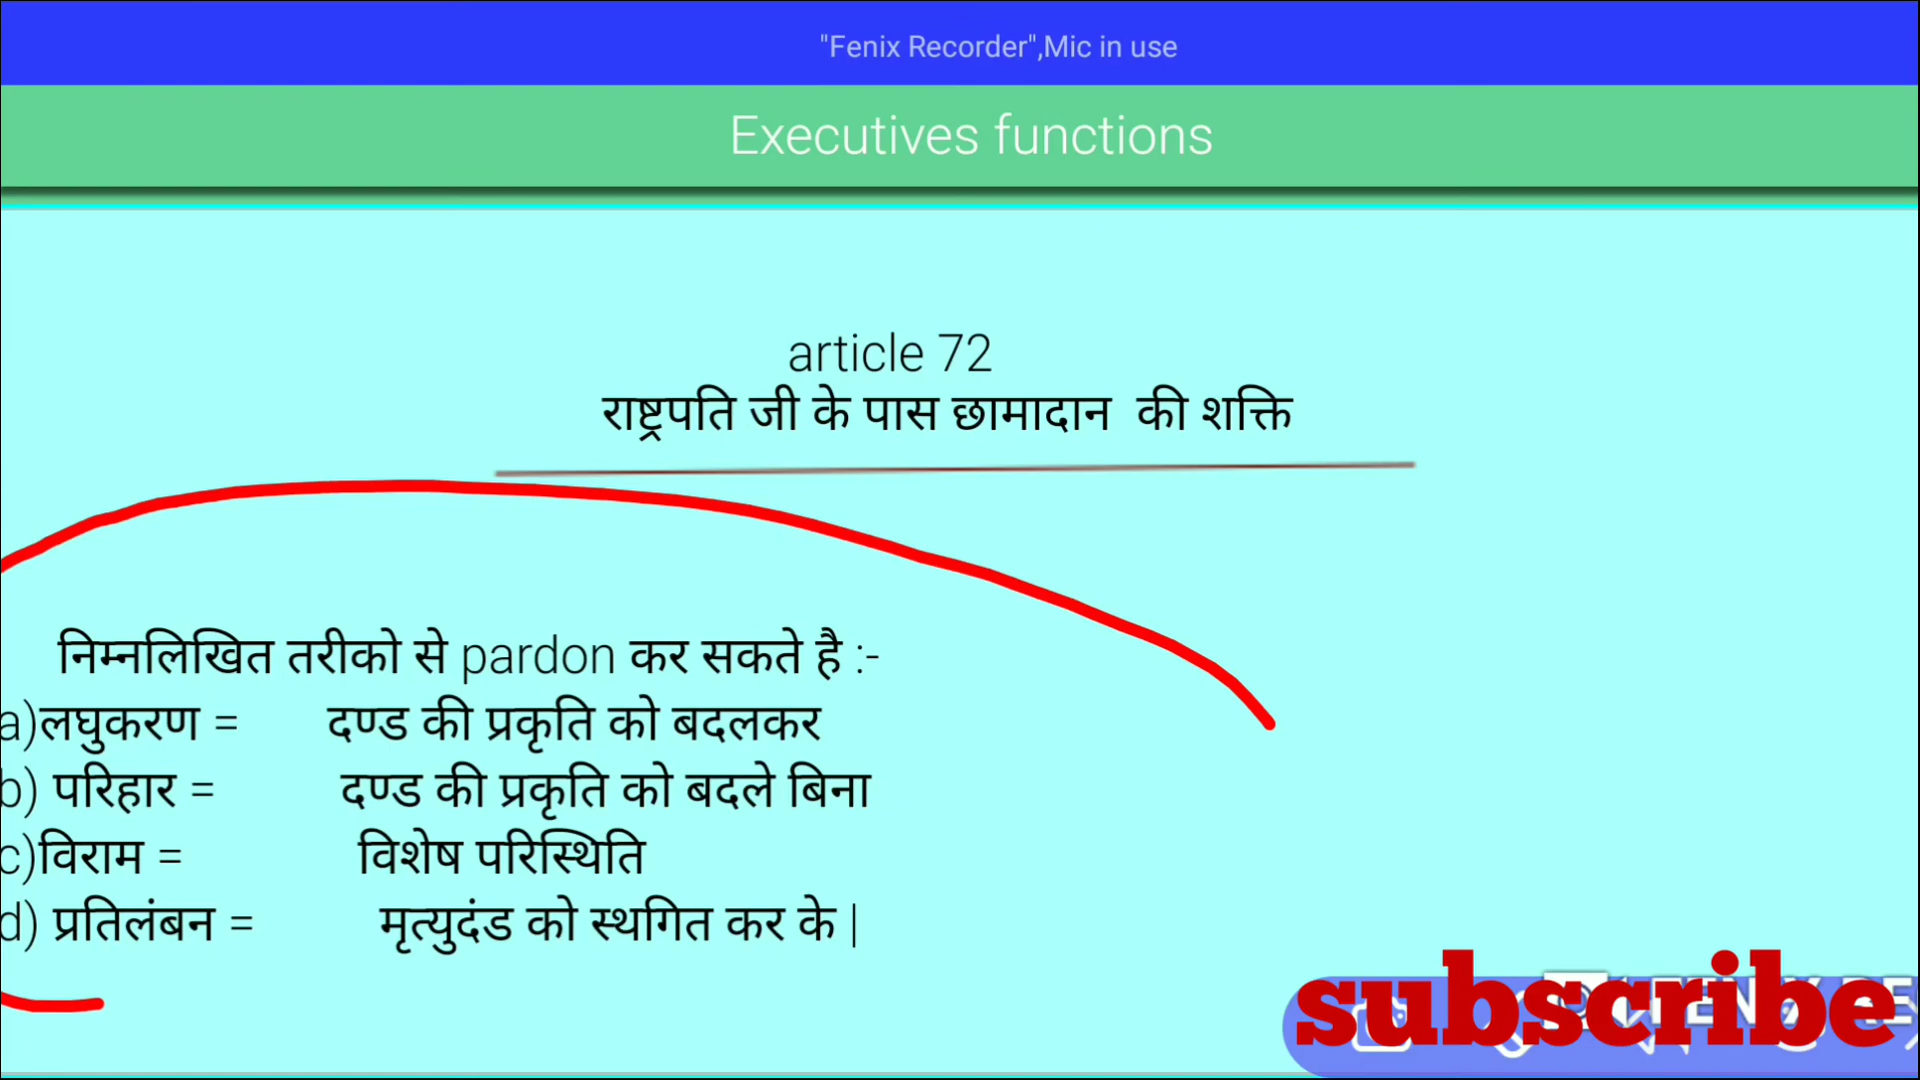 "Fenix Recorder",Mic in use
Executives functions
article 72
राष्ट्रपति जी के पास छामादान की शक्ति
निम्नलिखित तरीको से pardon कर सकते है :-
a)लघुकरण = दण्ड की प्रकृति को बदलकर
b) परिहार = दण्ड की प्रकृति को बदले बिना
c)विराम = विशेष परिस्थिति
d) प्रतिलंबन = मृत्युदंड को स्थगित कर के |
subscribe